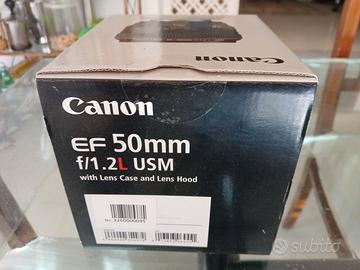 Canon
Canon
EF 50mm
f/1.2L USM
with Lens Case and Lens Hood
subito